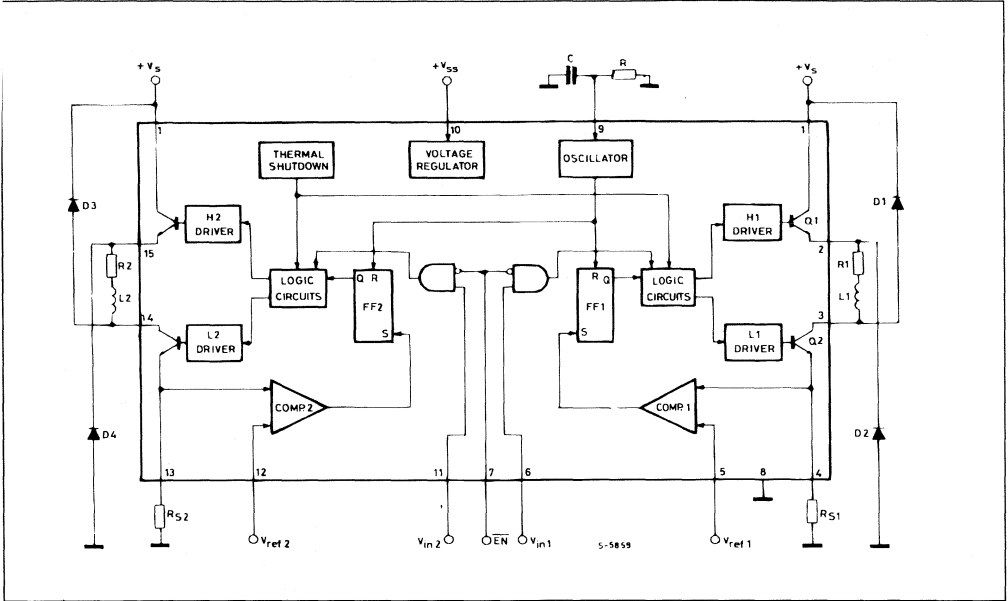 +Vs
+Vss
C
R
+Vs
1
10
9
1
THERMAL
SHUTDOWN
VOLTAGE
REGULATOR
OSCILLATOR
D3
D1
H2
DRIVER
H1
DRIVER
Q1
15
2
R2
L2
R1
L1
LOGIC
CIRCUITS
Q R
FF2
R Q
FF1
LOGIC
CIRCUITS
14
3
S
S
L2
DRIVER
L1
DRIVER
Q2
COMP.2
COMP.1
D4
D2
13
12
11
7
6
5
8
4
RS2
RS1
Vref 2
Vin 2
EN
Vin1
S-5859
Vref 1